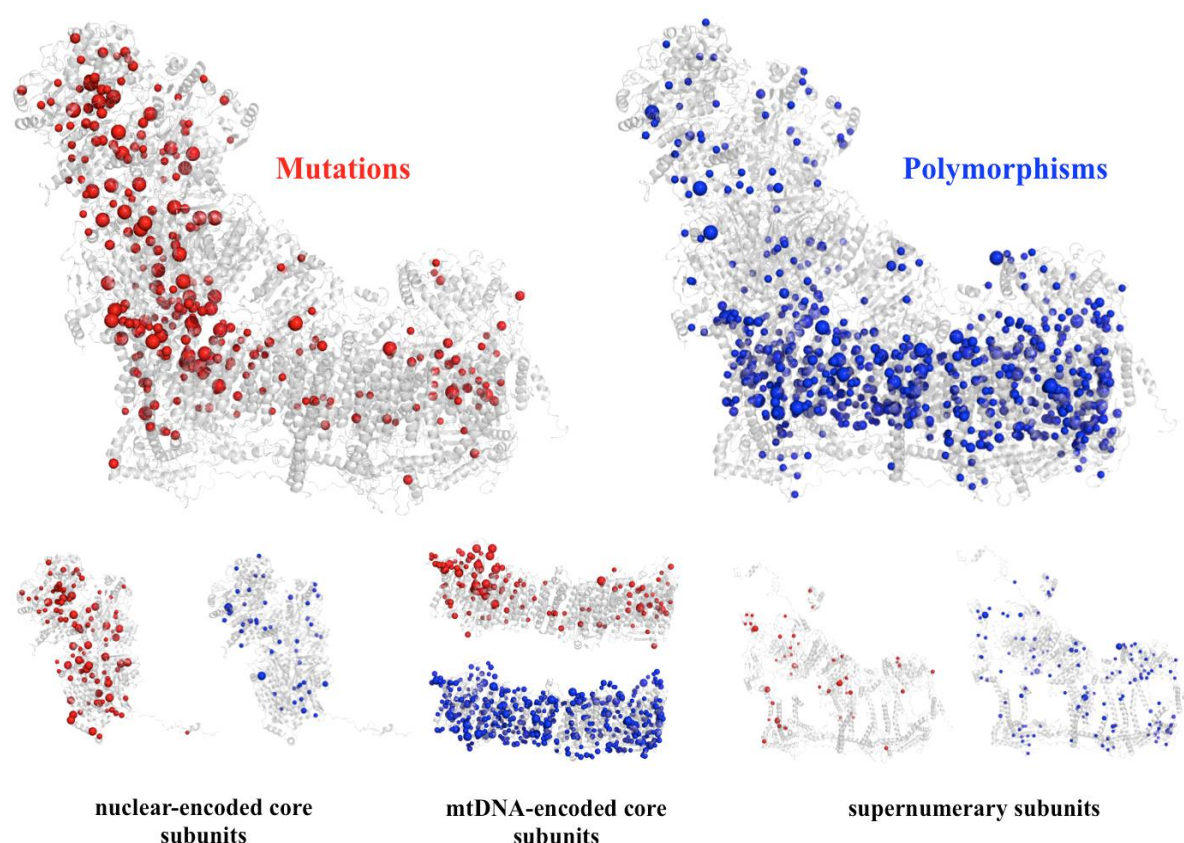 Mutations
Polymorphisms
nuclear-encoded core
subunits
mtDNA-encoded core
subunits
supernumerary subunits